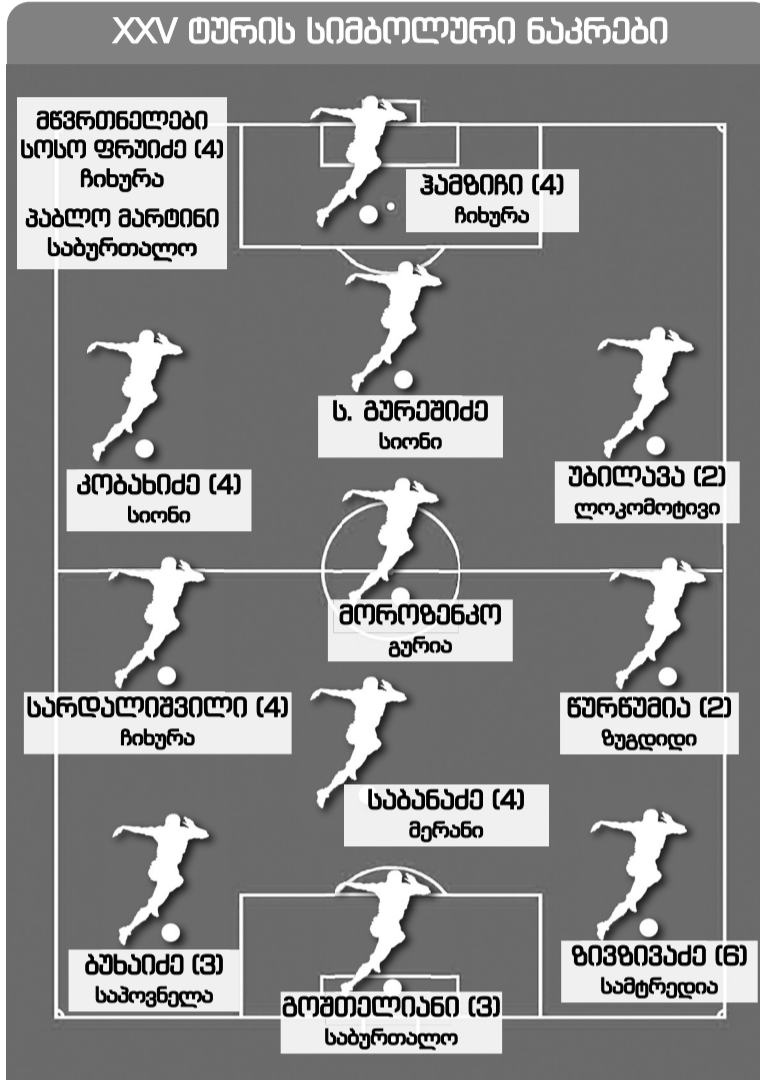 XXV ტურის სიმბოლური ნაკრები
მწვრთნელები
სოსო ფრუიძე (4)
ჩიხურა
პაბლო მარტინი
საბურთალო
ჰამზიჩი (4)
ჩიხურა
ს. გურეშიძე
სიონი
კობახიძე (4)
სიონი
უბილავა (2)
ლოკომოტივი
მოროზენკო
გურია
სარდალიშვილი (4)
ჩიხურა
წურწუმია (2)
ზუგდიდი
საბანაძე (4)
მერანი
ბუხაიძე (3)
საპოვნელა
ზივზივაძე (6)
სამტრედია
გოშთელიანი (3)
საბურთალო